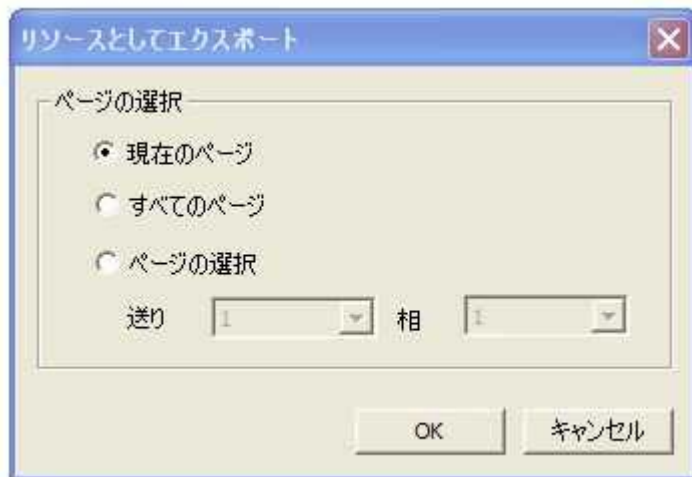 リソースとしてエクスポート
ページの選択
現在のページ
すべてのページ
ページの選択
送り 1 相 1
OK キャンセル